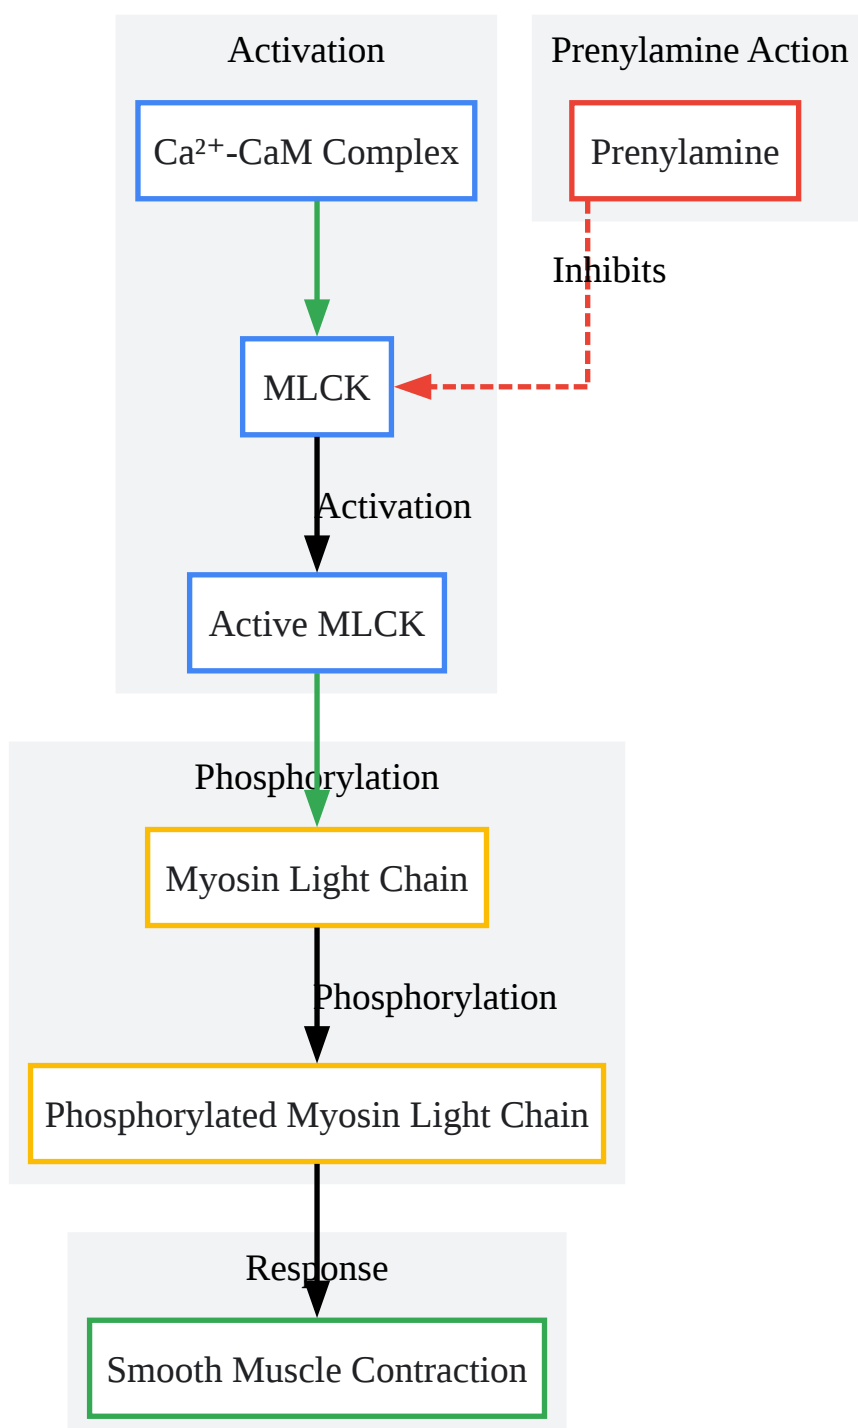 Activation
Prenylamine Action
Ca²⁺-CaM Complex
Prenylamine
Inhibits
MLCK
Activation
Active MLCK
Phosphorylation
Myosin Light Chain
Phosphorylation
Phosphorylated Myosin Light Chain
Response
Smooth Muscle Contraction